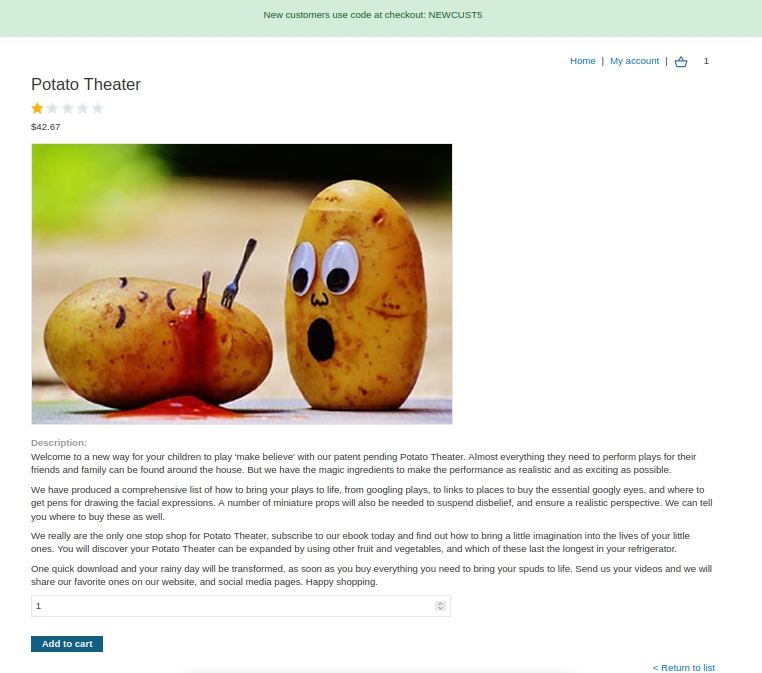 New customers use code at checkout: NEWCUST5
Home | My account | 1
Potato Theater
$42.67
Description:
Welcome to a new way for your children to play 'make believe' with our patent pending Potato Theater. Almost everything they need to perform plays for their
friends and family can be found around the house. But we have the magic ingredients to make the performance as realistic and as exciting as possible.
We have produced a comprehensive list of how to bring your plays to life, from googling plays, to links to places to buy the essential googly eyes, and where to
get pens for drawing the facial expressions. A number of miniature props will also be needed to suspend disbelief, and ensure a realistic perspective. We can tell
you where to buy these as well.
We really are the only one stop shop for Potato Theater, subscribe to our ebook today and find out how to bring a little imagination into the lives of your little
ones. You will discover your Potato Theater can be expanded by using other fruit and vegetables, and which of these last the longest in your refrigerator.
One quick download and your rainy day will be transformed, as soon as you buy everything you need to bring your spuds to life. Send us your videos and we will
share our favorite ones on our website, and social media pages. Happy shopping.
1
Add to cart
< Return to list